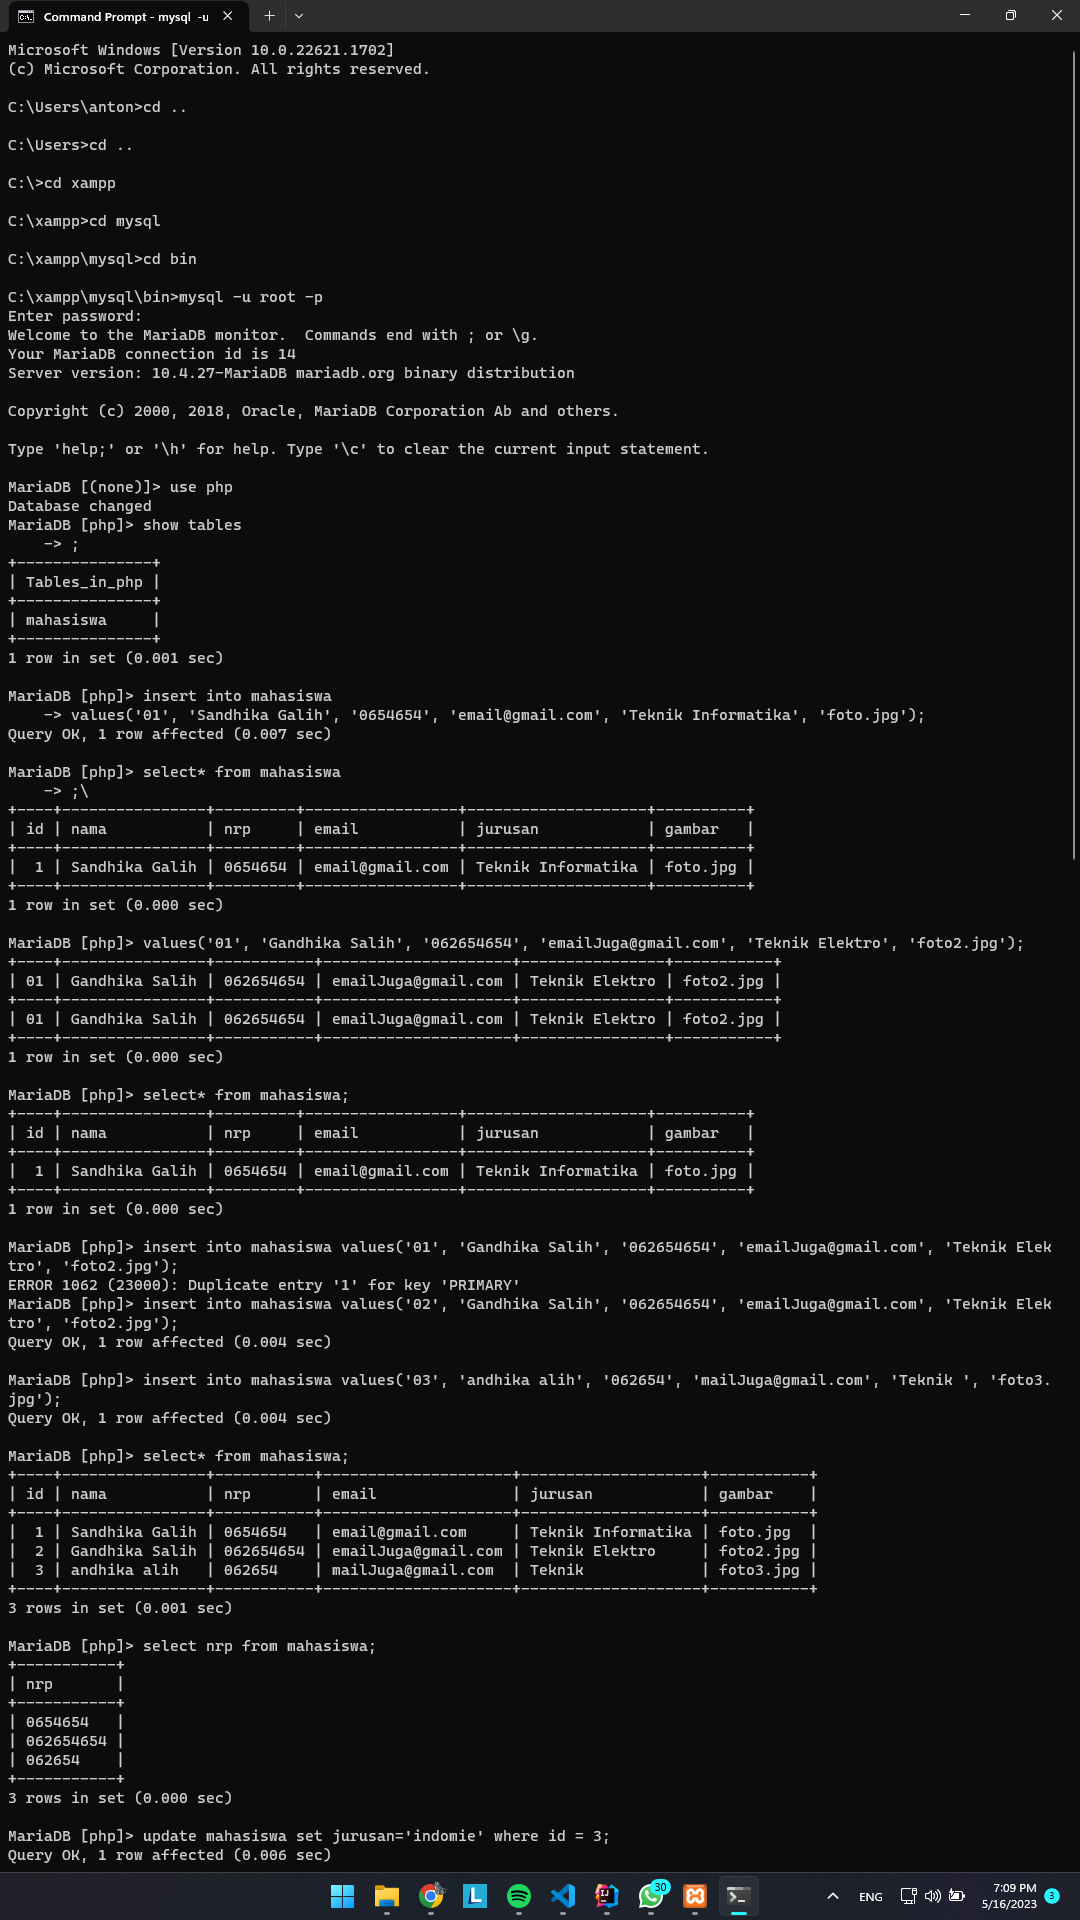 Command Prompt - mysql -u
Microsoft Windows [Version 10.0.22621.1702]
(c) Microsoft Corporation. All rights reserved.
C:\Users\anton>cd ..
C:\Users>cd ..
C:\>cd xampp
C:\xampp>cd mysql
C:\xampp\mysql>cd bin
C:\xampp\mysql\bin>mysql -u root -p
Enter password:
Welcome to the MariaDB monitor.  Commands end with ; or \g.
Your MariaDB connection id is 14
Server version: 10.4.27-MariaDB mariadb.org binary distribution
Copyright (c) 2000, 2018, Oracle, MariaDB Corporation Ab and others.
Type 'help;' or '\h' for help. Type '\c' to clear the current input statement.
MariaDB [(none)]> use php
Database changed
MariaDB [php]> show tables
    -> ;
+---------------+
| Tables_in_php |
+---------------+
| mahasiswa     |
+---------------+
1 row in set (0.001 sec)
MariaDB [php]> insert into mahasiswa
    -> values('01', 'Sandhika Galih', '0654654', 'email@gmail.com', 'Teknik Informatika', 'foto.jpg');
Query OK, 1 row affected (0.007 sec)
MariaDB [php]> select* from mahasiswa
    -> ;\
+----+----------------+---------+-----------------+--------------------+----------+
| id | nama           | nrp     | email           | jurusan            | gambar   |
+----+----------------+---------+-----------------+--------------------+----------+
|  1 | Sandhika Galih | 0654654 | email@gmail.com | Teknik Informatika | foto.jpg |
+----+----------------+---------+-----------------+--------------------+----------+
1 row in set (0.000 sec)
MariaDB [php]> values('01', 'Gandhika Salih', '062654654', 'emailJuga@gmail.com', 'Teknik Elektro', 'foto2.jpg');
+----+----------------+-----------+---------------------+----------------+-----------+
| 01 | Gandhika Salih | 062654654 | emailJuga@gmail.com | Teknik Elektro | foto2.jpg |
+----+----------------+-----------+---------------------+----------------+-----------+
| 01 | Gandhika Salih | 062654654 | emailJuga@gmail.com | Teknik Elektro | foto2.jpg |
+----+----------------+-----------+---------------------+----------------+-----------+
1 row in set (0.000 sec)
MariaDB [php]> select* from mahasiswa;
+----+----------------+---------+-----------------+--------------------+----------+
| id | nama           | nrp     | email           | jurusan            | gambar   |
+----+----------------+---------+-----------------+--------------------+----------+
|  1 | Sandhika Galih | 0654654 | email@gmail.com | Teknik Informatika | foto.jpg |
+----+----------------+---------+-----------------+--------------------+----------+
1 row in set (0.000 sec)
MariaDB [php]> insert into mahasiswa values('01', 'Gandhika Salih', '062654654', 'emailJuga@gmail.com', 'Teknik Elek
tro', 'foto2.jpg');
ERROR 1062 (23000): Duplicate entry '1' for key 'PRIMARY'
MariaDB [php]> insert into mahasiswa values('02', 'Gandhika Salih', '062654654', 'emailJuga@gmail.com', 'Teknik Elek
tro', 'foto2.jpg');
Query OK, 1 row affected (0.004 sec)
MariaDB [php]> insert into mahasiswa values('03', 'andhika alih', '062654', 'mailJuga@gmail.com', 'Teknik ', 'foto3.
jpg');
Query OK, 1 row affected (0.004 sec)
MariaDB [php]> select* from mahasiswa;
+----+----------------+-----------+---------------------+--------------------+-----------+
| id | nama           | nrp       | email               | jurusan            | gambar    |
+----+----------------+-----------+---------------------+--------------------+-----------+
|  1 | Sandhika Galih | 0654654   | email@gmail.com     | Teknik Informatika | foto.jpg  |
|  2 | Gandhika Salih | 062654654 | emailJuga@gmail.com | Teknik Elektro     | foto2.jpg |
|  3 | andhika alih   | 062654    | mailJuga@gmail.com  | Teknik             | foto3.jpg |
+----+----------------+-----------+---------------------+--------------------+-----------+
3 rows in set (0.001 sec)
MariaDB [php]> select nrp from mahasiswa;
+-----------+
| nrp       |
+-----------+
| 0654654   |
| 062654654 |
| 062654    |
+-----------+
3 rows in set (0.000 sec)
MariaDB [php]> update mahasiswa set jurusan='indomie' where id = 3;
Query OK, 1 row affected (0.006 sec)
L
IJ
30
ENG
7:09 PM
5/16/2023
3